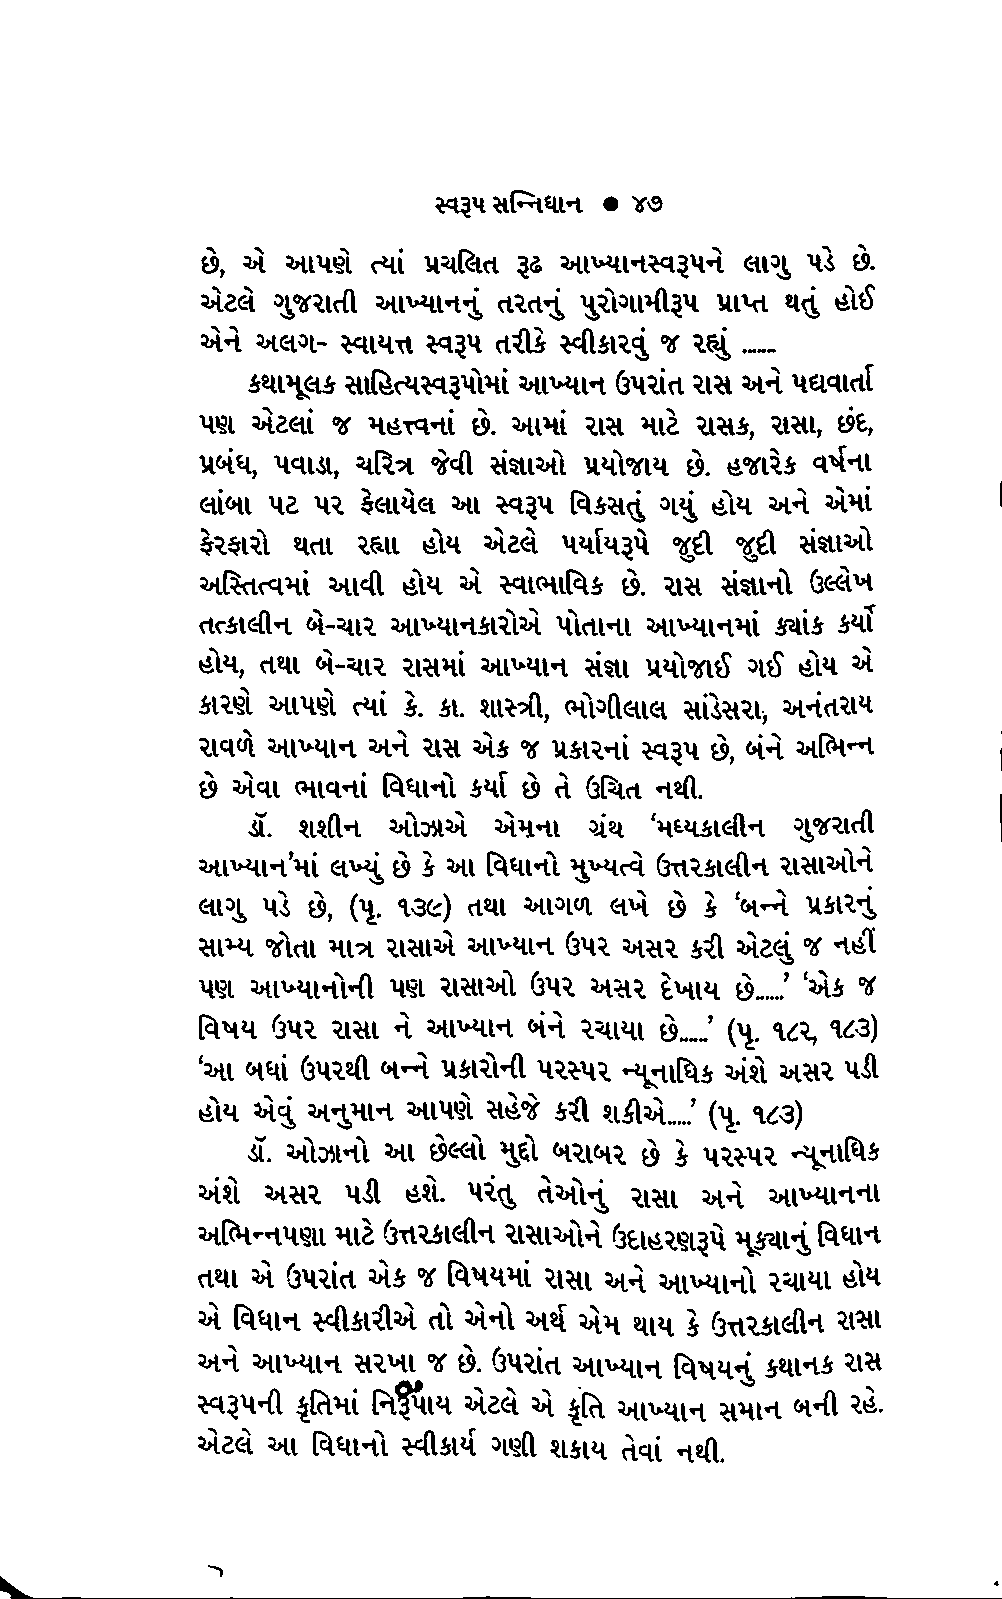 સ્વરૂપ સન્નિધાન ● ૪૭
છે, એ આપણે ત્યાં પ્રચલિત રૂઢ આખ્યાનસ્વરૂપને લાગુ પડે છે.
એટલે ગુજરાતી આખ્યાનનું તરતનું પુરોગામીરૂપ પ્રાપ્ત થતું હોઈ
એને અલગ- સ્વાયત્ત સ્વરૂપ તરીકે સ્વીકારવું જ રહ્યું ......
કથામૂલક સાહિત્યસ્વરૂપોમાં આખ્યાન ઉપરાંત રાસ અને પદ્યવાર્તા
પણ એટલાં જ મહત્ત્વનાં છે. આમાં રાસ માટે રાસક, રાસા, છંદ,
પ્રબંધ, પવાડા, ચરિત્ર જેવી સંજ્ઞાઓ પ્રયોજાય છે. હજારેક વર્ષના
લાંબા પટ પર ફેલાયેલ આ સ્વરૂપ વિકસતું ગયું હોય અને એમાં
ફેરફારો થતા રહ્યા હોય એટલે પર્યાયરૂપે જુદી જુદી સંજ્ઞાઓ
અસ્તિત્વમાં આવી હોય એ સ્વાભાવિક છે. રાસ સંજ્ઞાનો ઉલ્લેખ
તત્કાલીન બે-ચાર આખ્યાનકારોએ પોતાના આખ્યાનમાં ક્યાંક કર્યો
હોય, તથા બે-ચાર રાસમાં આખ્યાન સંજ્ઞા પ્રયોજાઈ ગઈ હોય એ
કારણે આપણે ત્યાં કે. કા. શાસ્ત્રી, ભોગીલાલ સાંડેસરા, અનંતરાય
રાવળે આખ્યાન અને રાસ એક જ પ્રકારનાં સ્વરૂપ છે, બંને અભિન્ન
છે એવા ભાવનાં વિધાનો કર્યા છે તે ઉચિત નથી.
ડૉ. શશીન ઓઝાએ એમના ગ્રંથ ‘મધ્યકાલીન ગુજરાતી
આખ્યાન’માં લખ્યું છે કે આ વિધાનો મુખ્યત્વે ઉત્તરકાલીન રાસાઓને
લાગુ પડે છે, (પૃ. ૧૩૯) તથા આગળ લખે છે કે ‘બન્ને પ્રકારનું
સામ્ય જોતા માત્ર રાસાએ આખ્યાન ઉપર અસર કરી એટલું જ નહીં
પણ આખ્યાનોની પણ રાસાઓ ઉપર અસર દેખાય છે......’ ‘એક જ
વિષય ઉપર રાસા ને આખ્યાન બંને રચાયા છે......’ (પૃ. ૧૮૨, ૧૮૩)
‘આ બધાં ઉપરથી બન્ને પ્રકારોની પરસ્પર ન્યૂનાધિક અંશે અસર પડી
હોય એવું અનુમાન આપણે સહેજે કરી શકીએ.....’ (પૃ. ૧૮૩)
ડૉ. ઓઝાનો આ છેલ્લો મુદ્દો બરાબર છે કે પરસ્પર ન્યૂનાધિક
અંશે અસર પડી હશે. પરંતુ તેઓનું રાસા અને આખ્યાનના
અભિન્નપણા માટે ઉત્તરકાલીન રાસાઓને ઉદાહરણરૂપે મૂક્યાનું વિધાન
તથા એ ઉપરાંત એક જ વિષયમાં રાસા અને આખ્યાનો રચાયા હોય
એ વિધાન સ્વીકારીએ તો એનો અર્થ એમ થાય કે ઉત્તરકાલીન રાસા
અને આખ્યાન સરખા જ છે. ઉપરાંત આખ્યાન વિષયનું કથાનક રાસ
સ્વરૂપની કૃતિમાં નિરૂપાય એટલે એ કૃતિ આખ્યાન સમાન બની રહે.
એટલે આ વિધાનો સ્વીકાર્ય ગણી શકાય તેવાં નથી.